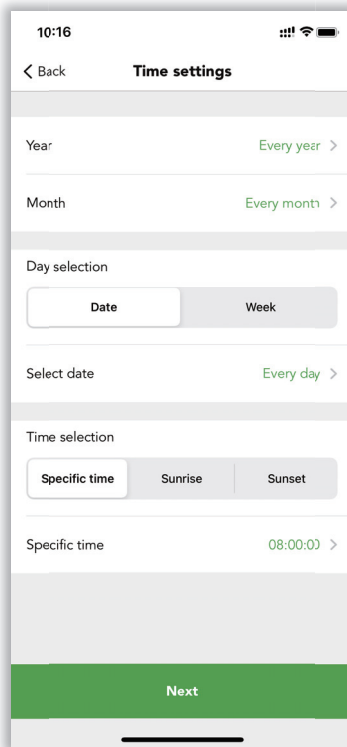 10:16
Back Time settings
Year Every year
Month Every month
Day selection
Date Week
Select date Every day
Time selection
Specific time Sunrise Sunset
Specific time 08:00:00
Next